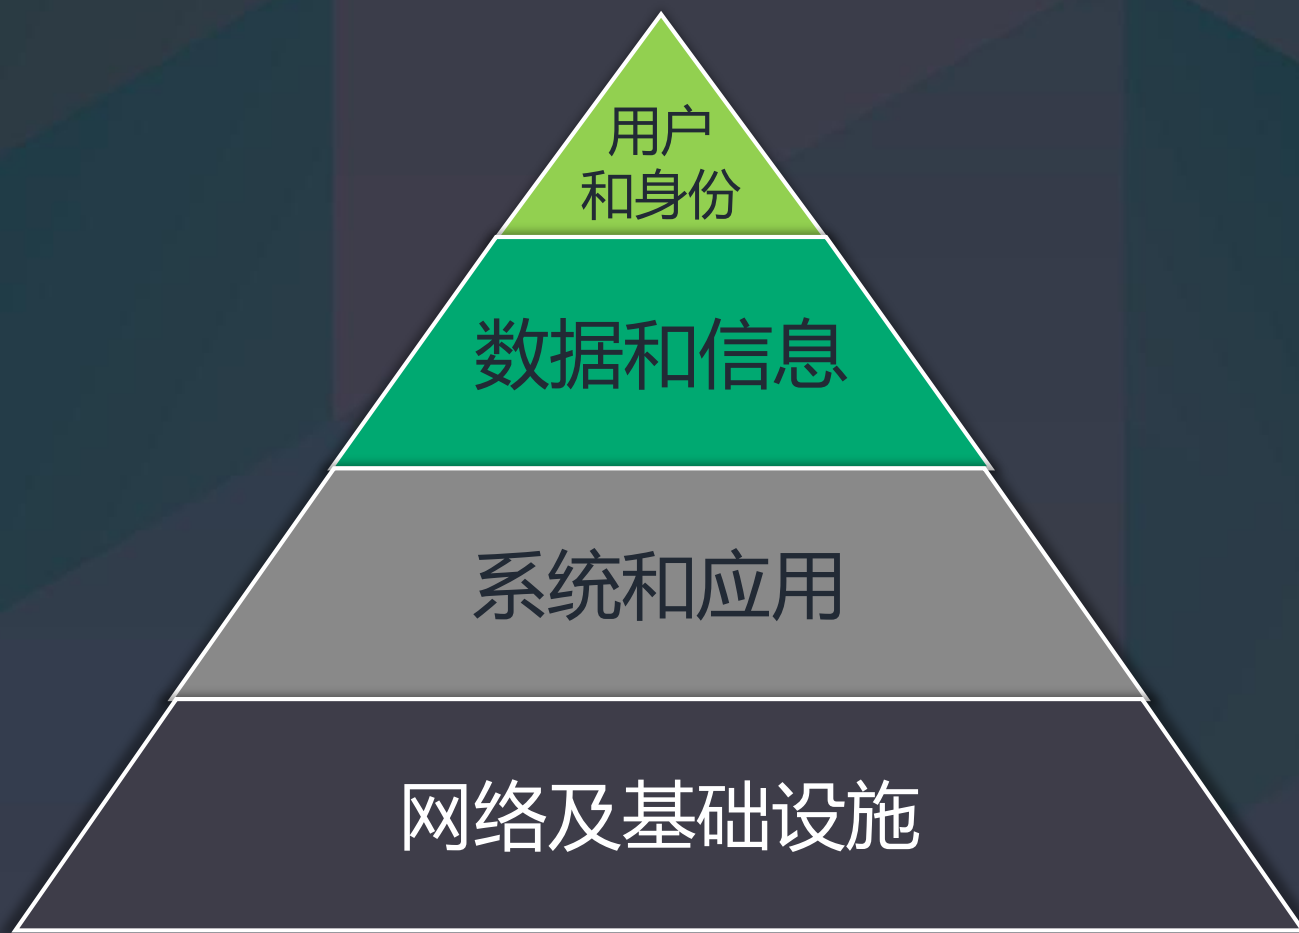 用户
和身份
数据和信息
系统和应用
网络及基础设施